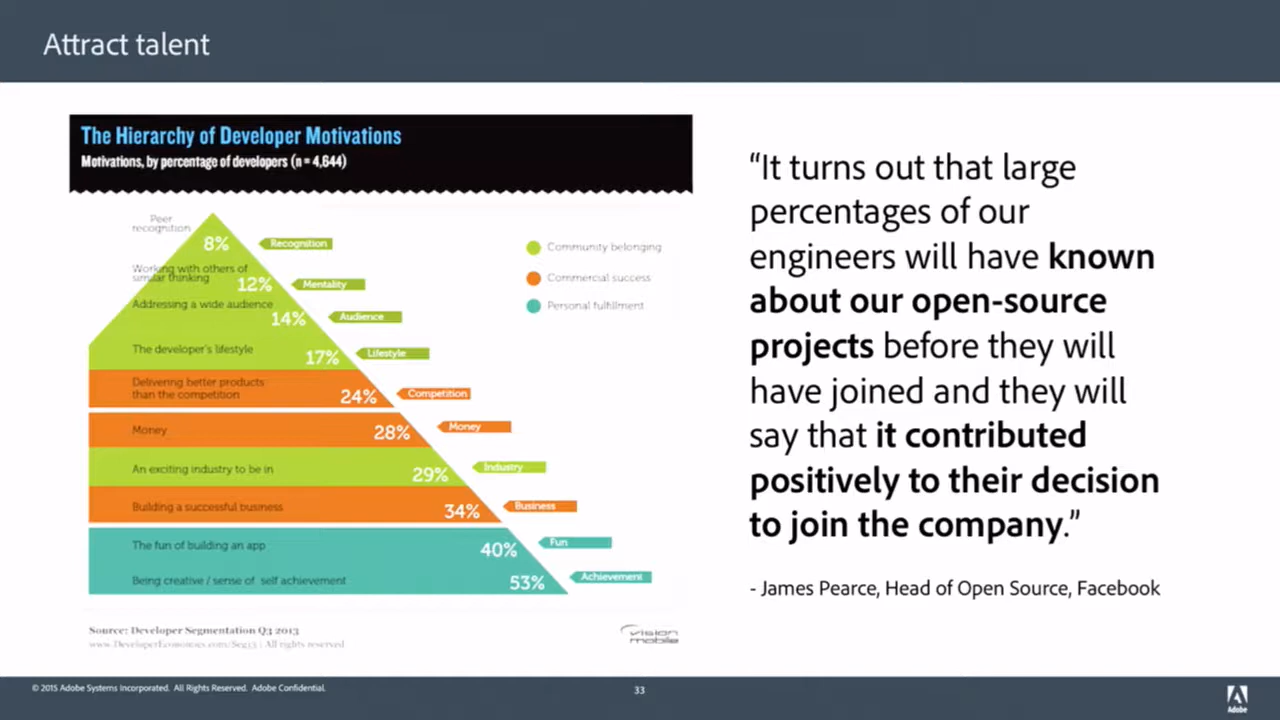 Attract talent
The Hierarchy of Developer Motivations
Motivations, by percentage of developers (n = 4,644)
Peer
recognition
8%
Recognition
Working with others of
similar thinking
12%
Mentality
Addressing a wide audience
14%
Audience
The developer's lifestyle
17%
Lifestyle
Delivering better products
than the competition
24%
Competition
Money
28%
Money
An exciting industry to be in
29%
Industry
Building a successful business
34%
Business
The fun of building an app
40%
Fun
Being creative / sense of self achievement
53%
Achievement
Community belonging
Commercial success
Personal fulfillment
Source: Developer Segmentation Q3 2013
www.DeveloperEconomics.com/Seg13 | All rights reserved
vision
mobile
“It turns out that large
percentages of our
engineers will have known
about our open-source
projects before they will
have joined and they will
say that it contributed
positively to their decision
to join the company.”
- James Pearce, Head of Open Source, Facebook
© 2015 Adobe Systems Incorporated. All Rights Reserved. Adobe Confidential.
33
Adobe